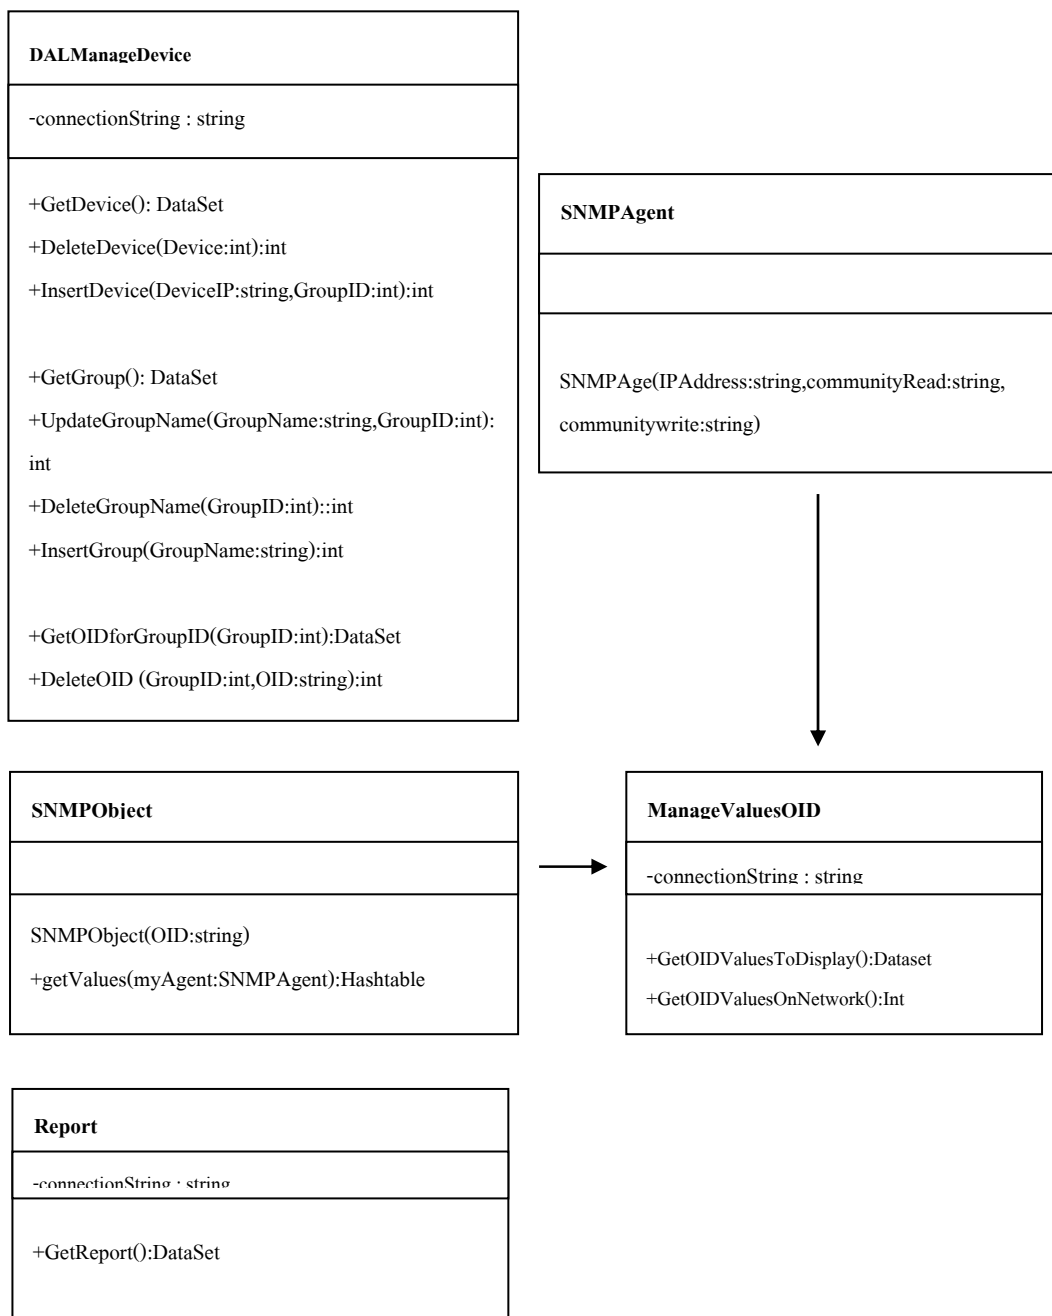 DALManageDevice
-connectionString : string
+GetDevice(): DataSet
+DeleteDevice(Device:int):int
+InsertDevice(DeviceIP:string,GroupID:int):int
+GetGroup(): DataSet
+UpdateGroupName(GroupName:string,GroupID:int):
int
+DeleteGroupName(GroupID:int)::int
+InsertGroup(GroupName:string):int
+GetOIDforGroupID(GroupID:int):DataSet
+DeleteOID (GroupID:int,OID:string):int
SNMPAgent
SNMPAge(IPAddress:string,communityRead:string,
communitywrite:string)
SNMPObject
SNMPObject(OID:string)
+getValues(myAgent:SNMPAgent):Hashtable
ManageValuesOID
-connectionString : string
+GetOIDValuesToDisplay():Dataset
+GetOIDValuesOnNetwork():Int
Report
-connectionString : string
+GetReport():DataSet